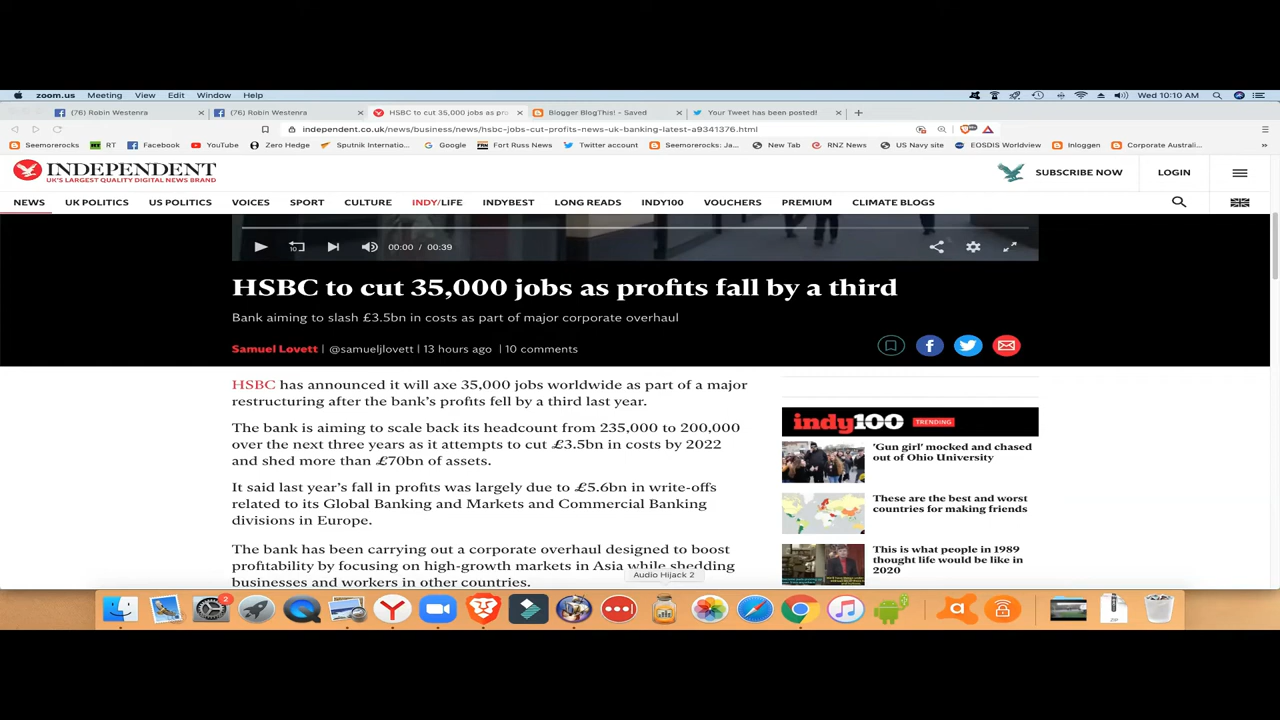 zoom.us Meeting View Edit Window Help Wed 10:10 AM
(76) Robin Westenra (76) Robin Westenra HSBC to cut 35,000 jobs as pro Blogger BlogThis! - Saved Your Tweet has been posted!
independent.co.uk/news/business/news/hsbc-jobs-cut-profits-news-uk-banking-latest-a9341376.html
Seemorerocks RT Facebook YouTube Zero Hedge Sputnik Internatio... Google Fort Russ News Twitter account Seemorerocks: Ja... New Tab RNZ News US Navy site EOSDIS Worldview Inloggen Corporate Australi... »
INDEPENDENT
UK'S LARGEST QUALITY DIGITAL NEWS BRAND
SUBSCRIBE NOW LOGIN
NEWS UK POLITICS US POLITICS VOICES SPORT CULTURE INDY/LIFE INDYBEST LONG READS INDY100 VOUCHERS PREMIUM CLIMATE BLOGS
10 00:00 / 00:39
HSBC to cut 35,000 jobs as profits fall by a third
Bank aiming to slash £3.5bn in costs as part of major corporate overhaul
Samuel Lovett | @samueljlovett | 13 hours ago | 10 comments
HSBC has announced it will axe 35,000 jobs worldwide as part of a major
restructuring after the bank's profits fell by a third last year.
The bank is aiming to scale back its headcount from 235,000 to 200,000
over the next three years as it attempts to cut £3.5bn in costs by 2022
and shed more than £70bn of assets.
It said last year's fall in profits was largely due to £5.6bn in write-offs
related to its Global Banking and Markets and Commercial Banking
divisions in Europe.
The bank has been carrying out a corporate overhaul designed to boost
profitability by focusing on high-growth markets in Asia while shedding
businesses and workers in other countries.
indy100 TRENDING
'Gun girl' mocked and chased
out of Ohio University
These are the best and worst
countries for making friends
This is what people in 1989
thought life would be like in
2020
Audio Hijack 2
2
ZIP